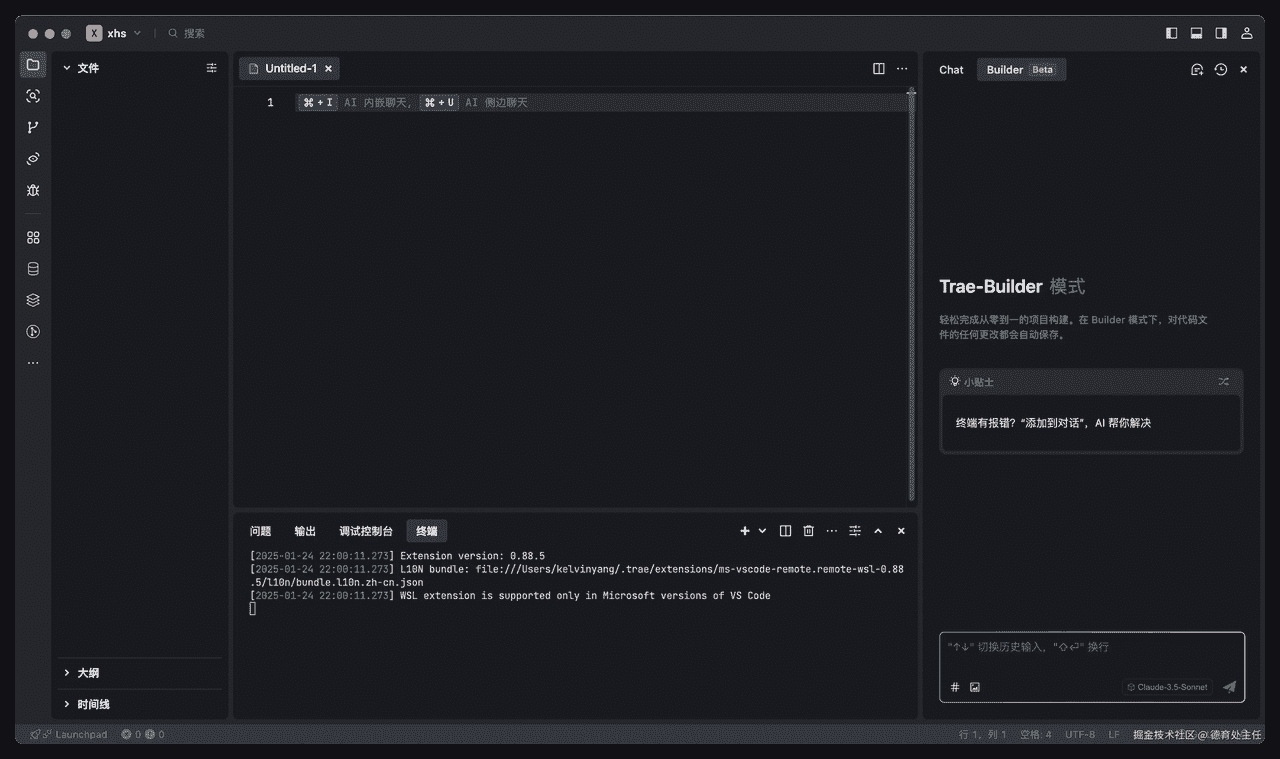 X xhs 搜索
文件
Untitled-1
1 ⌘ + I AI 内嵌聊天, ⌘ + U AI 侧边聊天
Chat Builder Beta
Trae-Builder 模式
轻松完成从零到一的项目构建。在 Builder 模式下，对代码文
件的任何更改都会自动保存。
小贴士
终端有报错？“添加到对话”，AI 帮你解决
问题 输出 调试控制台 终端
[2025-01-24 22:00:11.273] Extension version: 0.88.5
[2025-01-24 22:00:11.273] L10N bundle: file:///Users/kelvinyang/.trae/extensions/ms-vscode-remote.remote-wsl-0.88
.5/l10n/bundle.l10n.zh-cn.json
[2025-01-24 22:00:11.273] WSL extension is supported only in Microsoft versions of VS Code
大纲
时间线
"↑↓" 切换历史输入，"⇧⏎" 换行
# Claude-3.5-Sonnet
Launchpad 0 0
行 1，列 1 空格: 4 UTF-8 LF
掘金技术社区 @ 德育处主任